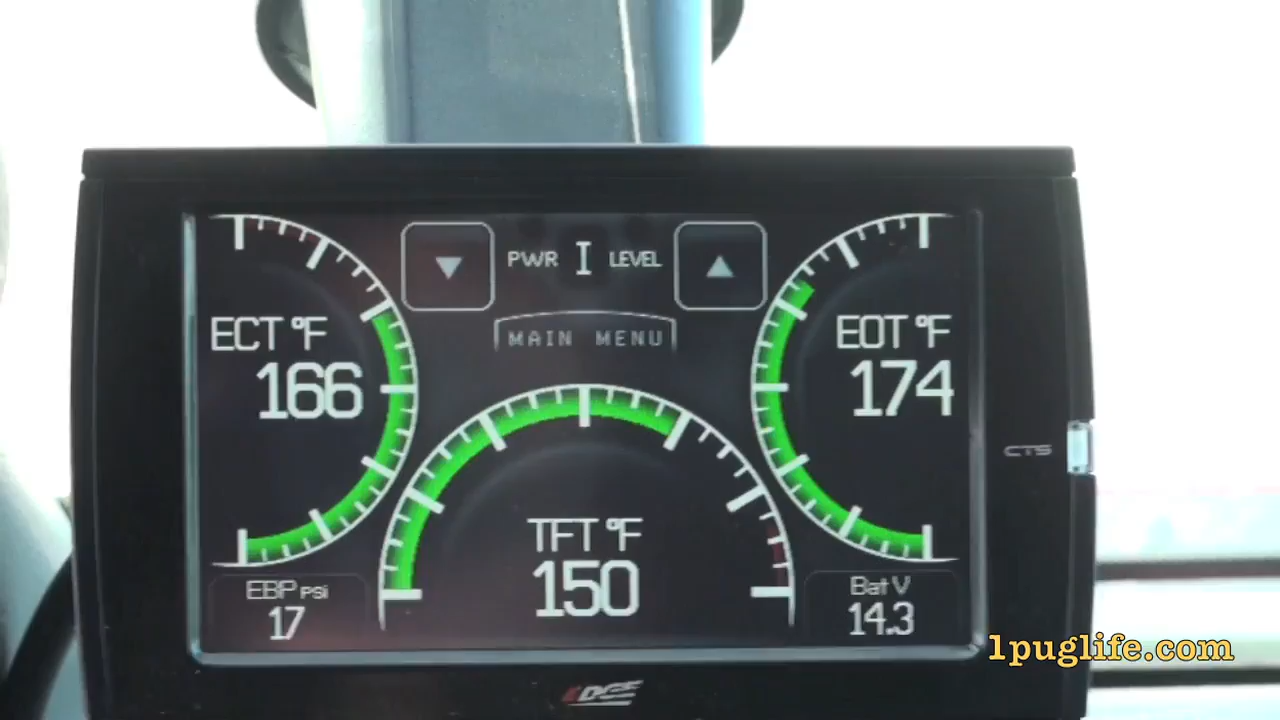 PWR I LEVEL
MAIN MENU
ECT °F
166
EOT °F
174
CTS
TFT °F
150
EBP psi
17
Bat V
14.3
EDGE
1puglife.com